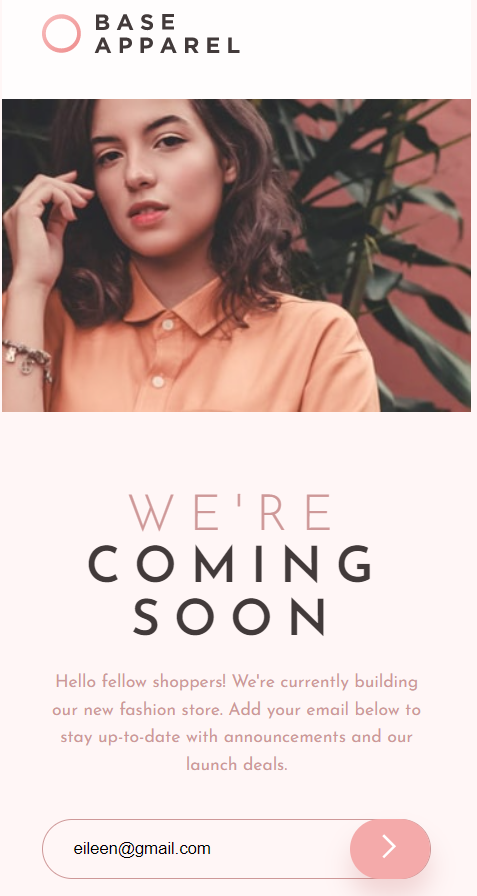 BASE
APPAREL
WE'RE
COMING
SOON
Hello fellow shoppers! We're currently building
our new fashion store. Add your email below to
stay up-to-date with announcements and our
launch deals.
eileen@gmail.com